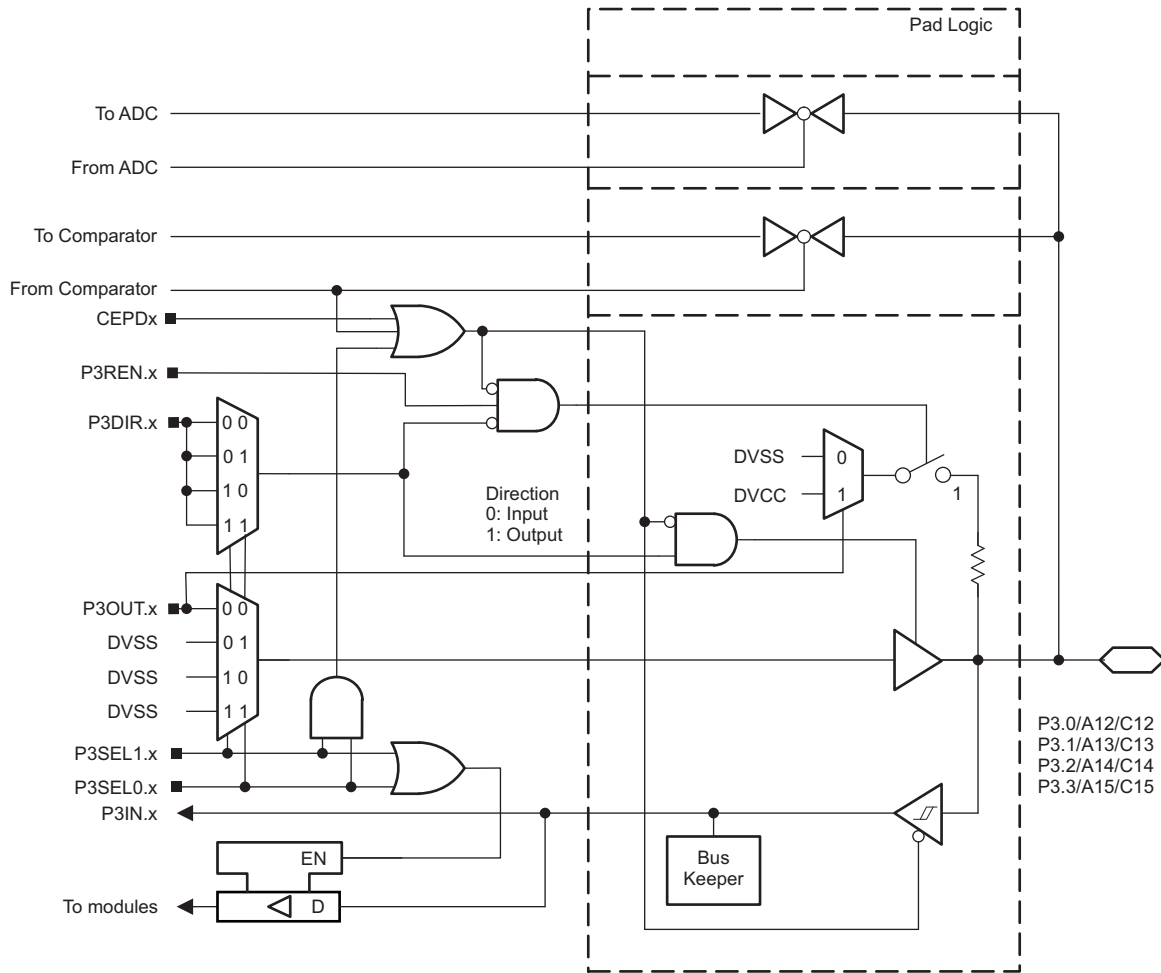 Pad Logic
To ADC
From ADC
To Comparator
From Comparator
CEPDx
P3REN.x
P3DIR.x
0 0
0 1
1 0
1 1
Direction
0: Input
1: Output
DVSS
0
DVCC
1
1
P3OUT.x
0 0
DVSS
0 1
DVSS
1 0
DVSS
1 1
P3SEL1.x
P3SEL0.x
P3IN.x
P3.0/A12/C12
P3.1/A13/C13
P3.2/A14/C14
P3.3/A15/C15
Bus
Keeper
EN
To modules
D